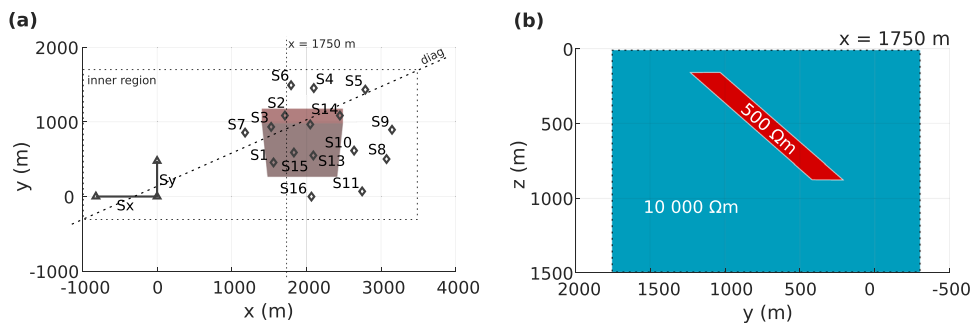 (a)
x = 1750 m
diag
inner region
S6
S4
S5
S2
S14
S3
S7
S9
S10
S8
S1
S15
S13
S16
S11
Sy
Sx
2000
1000
0
-1000
-1000
0
1000
2000
3000
4000
y (m)
x (m)
(b)
x = 1750 m
500 Ωm
10 000 Ωm
0
500
1000
1500
2000
1500
1000
500
0
-500
z (m)
y (m)